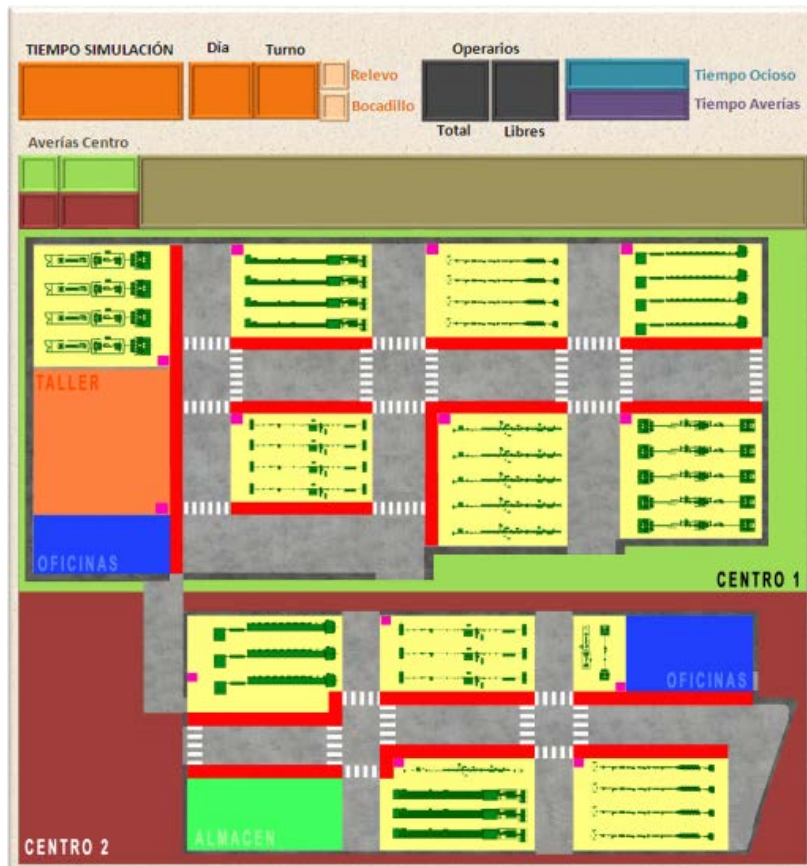 TIEMPO SIMULACIÓN
Día
Turno
Relevo
Bocadillo
Operarios
Total
Libres
Tiempo Ocioso
Tiempo Averías
Averías Centro
TALLER
OFICINAS
CENTRO 1
OFICINAS
ALMACEN
CENTRO 2